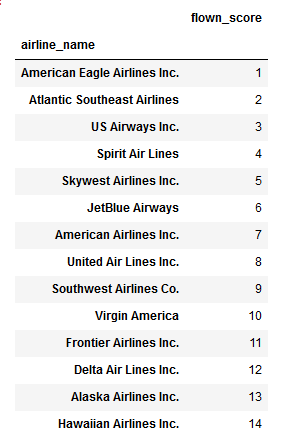 flown_score
airline_name
American Eagle Airlines Inc. 1
Atlantic Southeast Airlines 2
US Airways Inc. 3
Spirit Air Lines 4
Skywest Airlines Inc. 5
JetBlue Airways 6
American Airlines Inc. 7
United Air Lines Inc. 8
Southwest Airlines Co. 9
Virgin America 10
Frontier Airlines Inc. 11
Delta Air Lines Inc. 12
Alaska Airlines Inc. 13
Hawaiian Airlines Inc. 14